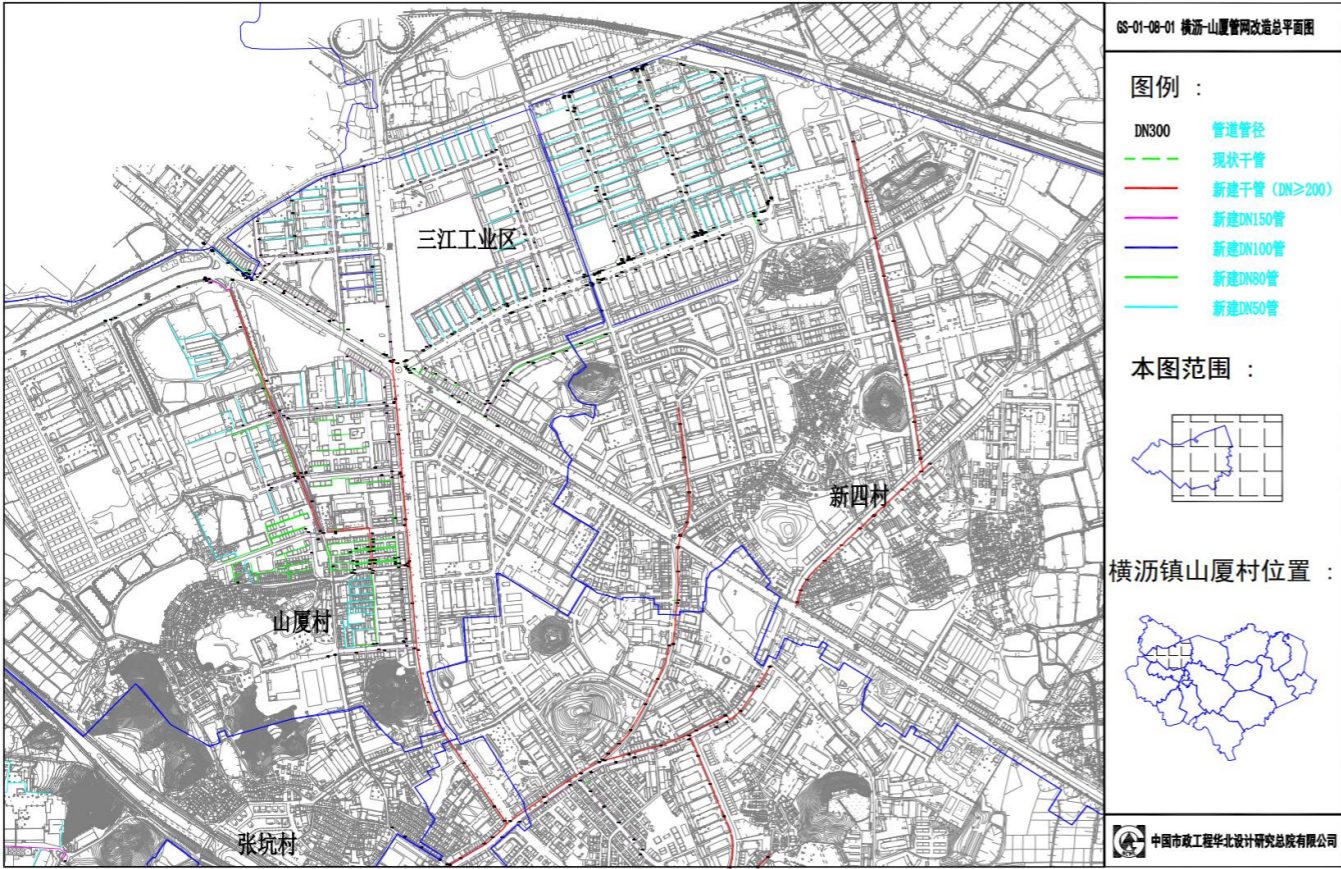 GS-01-08-01 横沥-山厦管网改造总平面图
图例 :
DN300 管道管径
现状干管
新建干管 (DN≥200)
新建DN150管
新建DN100管
新建DN80管
新建DN50管
本图范围 :
横沥镇山厦村位置 :
中国市政工程华北设计研究总院有限公司
三江工业区
新四村
山厦村
张坑村
环